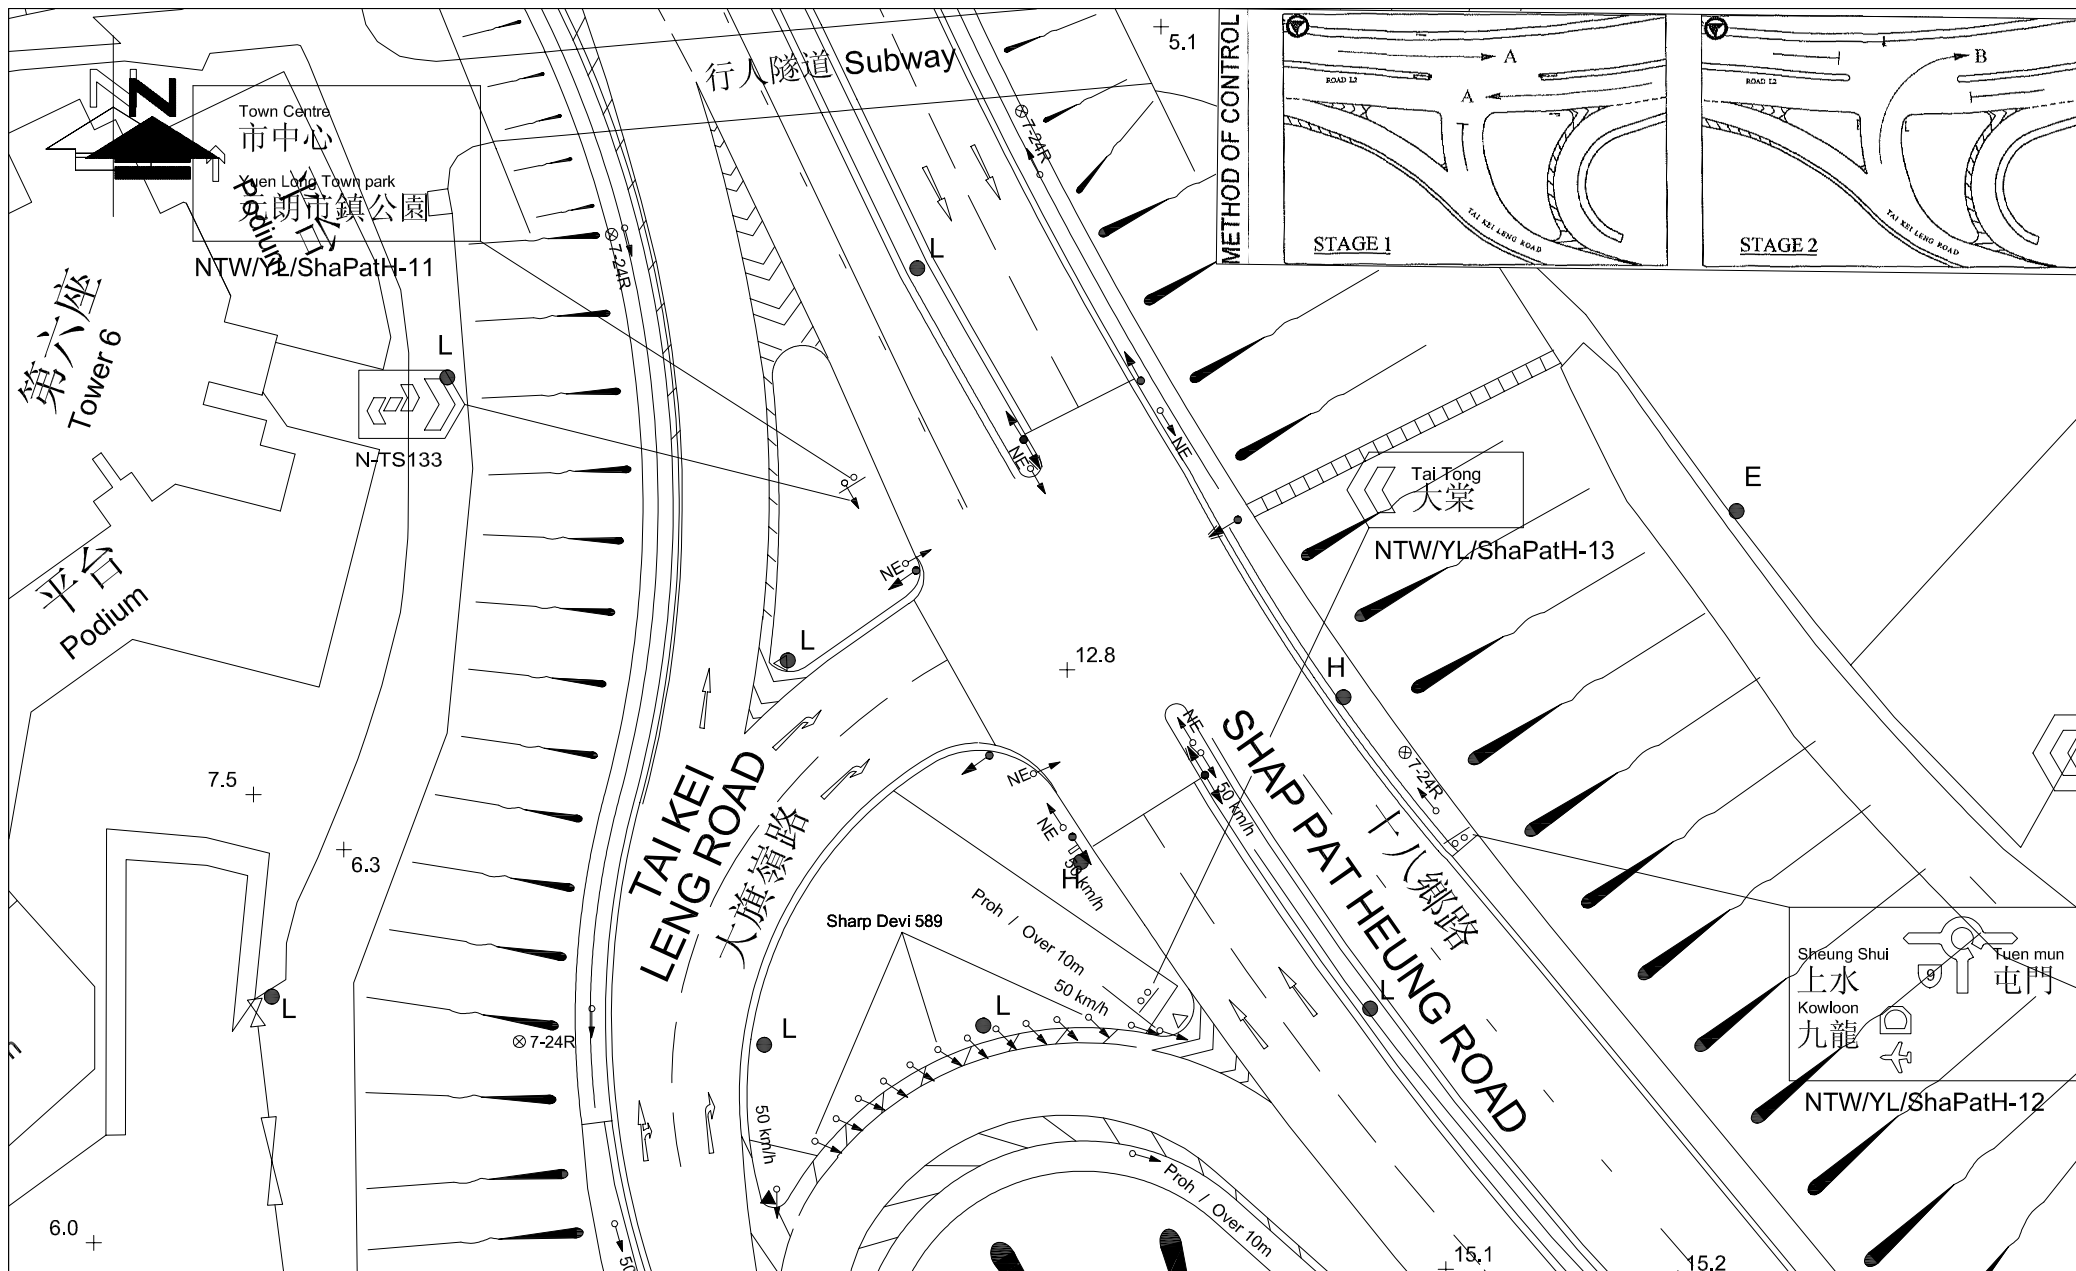 行人隧道 Subway
5.1
METHOD OF CONTROL
A
ROAD L2
A
TAI KEI LENG ROAD
STAGE 1
B
ROAD L2
TAI KEI LENG ROAD
STAGE 2
N
Town Centre
市中心
Yuen Long Town park
元朗市鎮公園
NTW/YL/ShaPatH-11
平台
Podium
7-24R
7-24R
L
第六座
Tower 6
L
N-TS133
NE
NE
Tai Tong
大棠
NTW/YL/ShaPatH-13
E
平台
Podium
NE
L
12.8
H
NE
50 km/h
7.5
6.3
TAI KEI
LENG ROAD
大旗嶺路
NE
NE
50 km/h
H
SHAP PAT HEUNG ROAD
十八鄉路
7-24R
Sharp Devi 589
Proh / Over 10m
50 km/h
Sheung Shui
上水
Kowloon
九龍
9
Tuen mun
屯門
NTW/YL/ShaPatH-12
L
L
L
L
7-24R
50 km/h
Proh / Over 10m
6.0
50
15.1
15.2